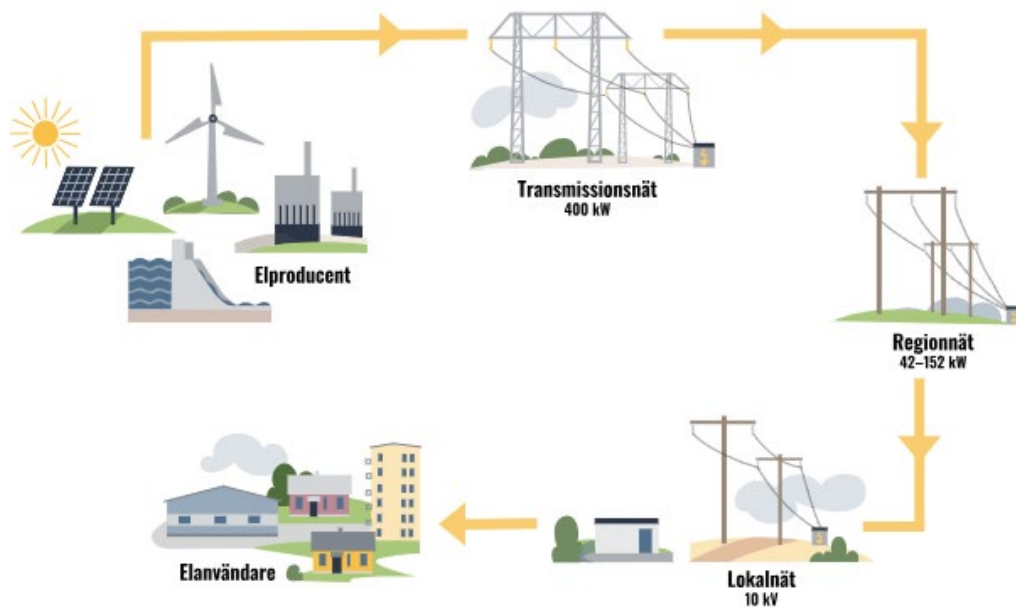 Elproducent
Transmissionsnät
400 kW
Regionnät
42–152 kW
Lokalnät
10 kV
Elanvändare